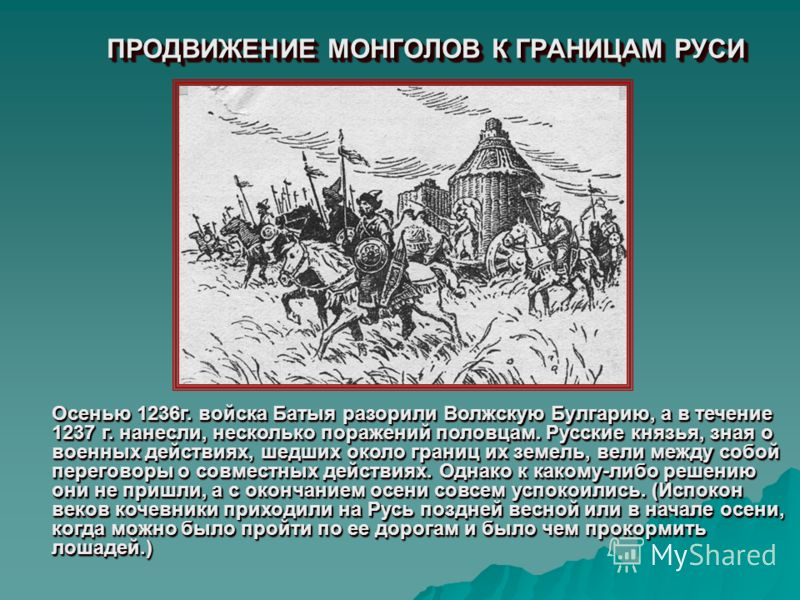 ПРОДВИЖЕНИЕ МОНГОЛОВ К ГРАНИЦАМ РУСИ
Осенью 1236г. войска Батыя разорили Волжскую Булгарию, а в течение
1237 г. нанесли, несколько поражений половцам. Русские князья, зная о
военных действиях, шедших около границ их земель, вели между собой
переговоры о совместных действиях. Однако к какому-либо решению
они не пришли, а с окончанием осени совсем успокоились. (Испокон
веков кочевники приходили на Русь поздней весной или в начале осени,
когда можно было пройти по ее дорогам и было чем прокормить
лошадей.)
MyShared